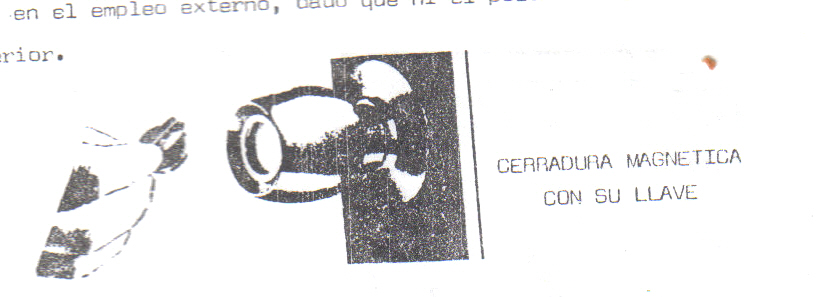 en el empleo externo, dado que ni el
erior.
CERRADURA MAGNETICA
CON SU LLAVE